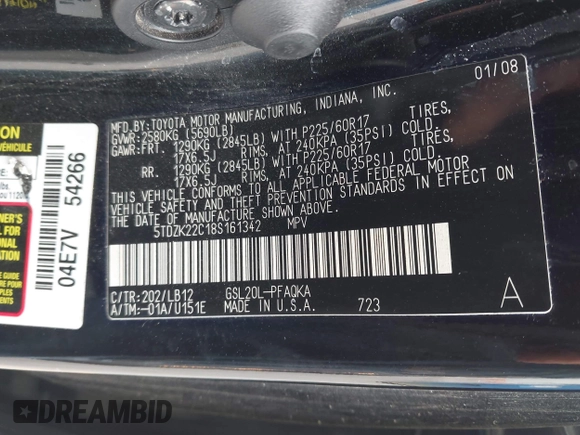 01/08
MFD.BY:TOYOTA MOTOR MANUFACTURING, INDIANA, INC.
GVWR:2580KG (5690LB)
GAWR:FRT. 1290KG (2845LB) WITH P225/60R17 TIRES,
17X6.5J RIMS, AT 240KPA (35PSI) COLD.
RR. 1290KG (2845LB) WITH P225/60R17 TIRES,
17X6.5J RIMS, AT 240KPA (35PSI) COLD.
THIS VEHICLE CONFORMS TO ALL APPLICABLE FEDERAL MOTOR
VEHICLE SAFETY AND THEFT PREVENTION STANDARDS IN EFFECT ON
THE DATE OF MANUFACTURE SHOWN ABOVE.
5TDZK22C18S161342 MPV
C/TR:202/LB12 GSL20L-PFAQKA
A/TM:-01A/U151E MADE IN U.S.A. 723
A
04E7V 54266
VÉHICULE
DREAMBID